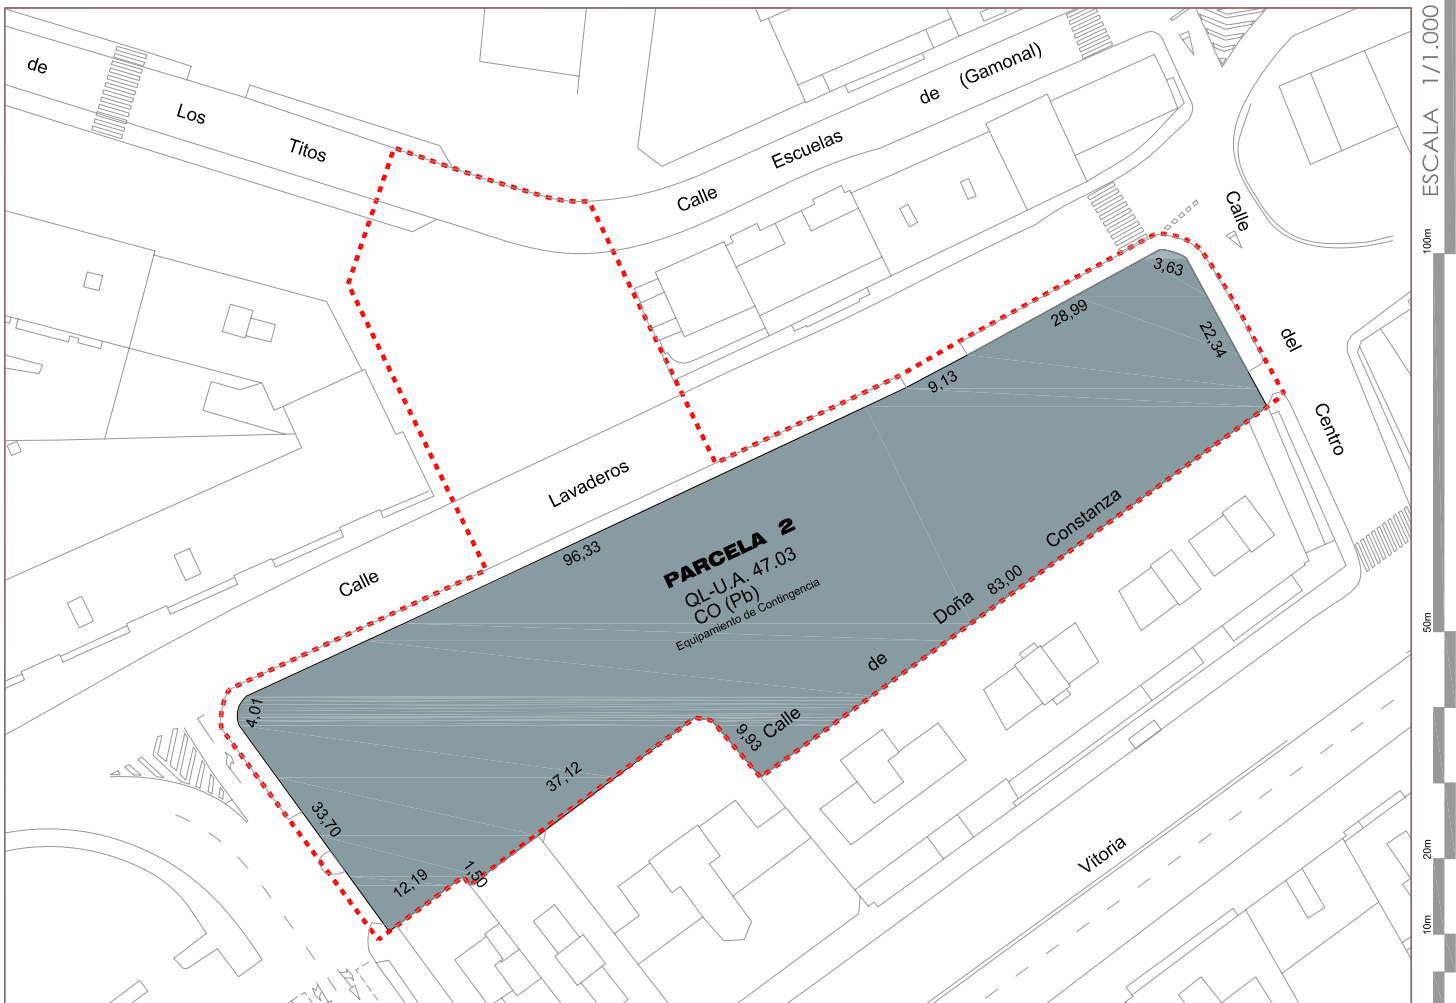 de
Los
Titos
Calle
Escuelas
de
(Gamonal)
Calle
del
Centro
Calle
Lavaderos
3,63
28,99
22,34
9,13
96,33
PARCELA 2
QL-U.A. 47.03
CO (Pb)
Equipamiento de Contingencia
Calle
de
Doña
Constanza
83,00
4,01
9,93
37,12
33,70
1,50
12,19
Vitoria
ESCALA 1/1.000
100m
50m
20m
10m